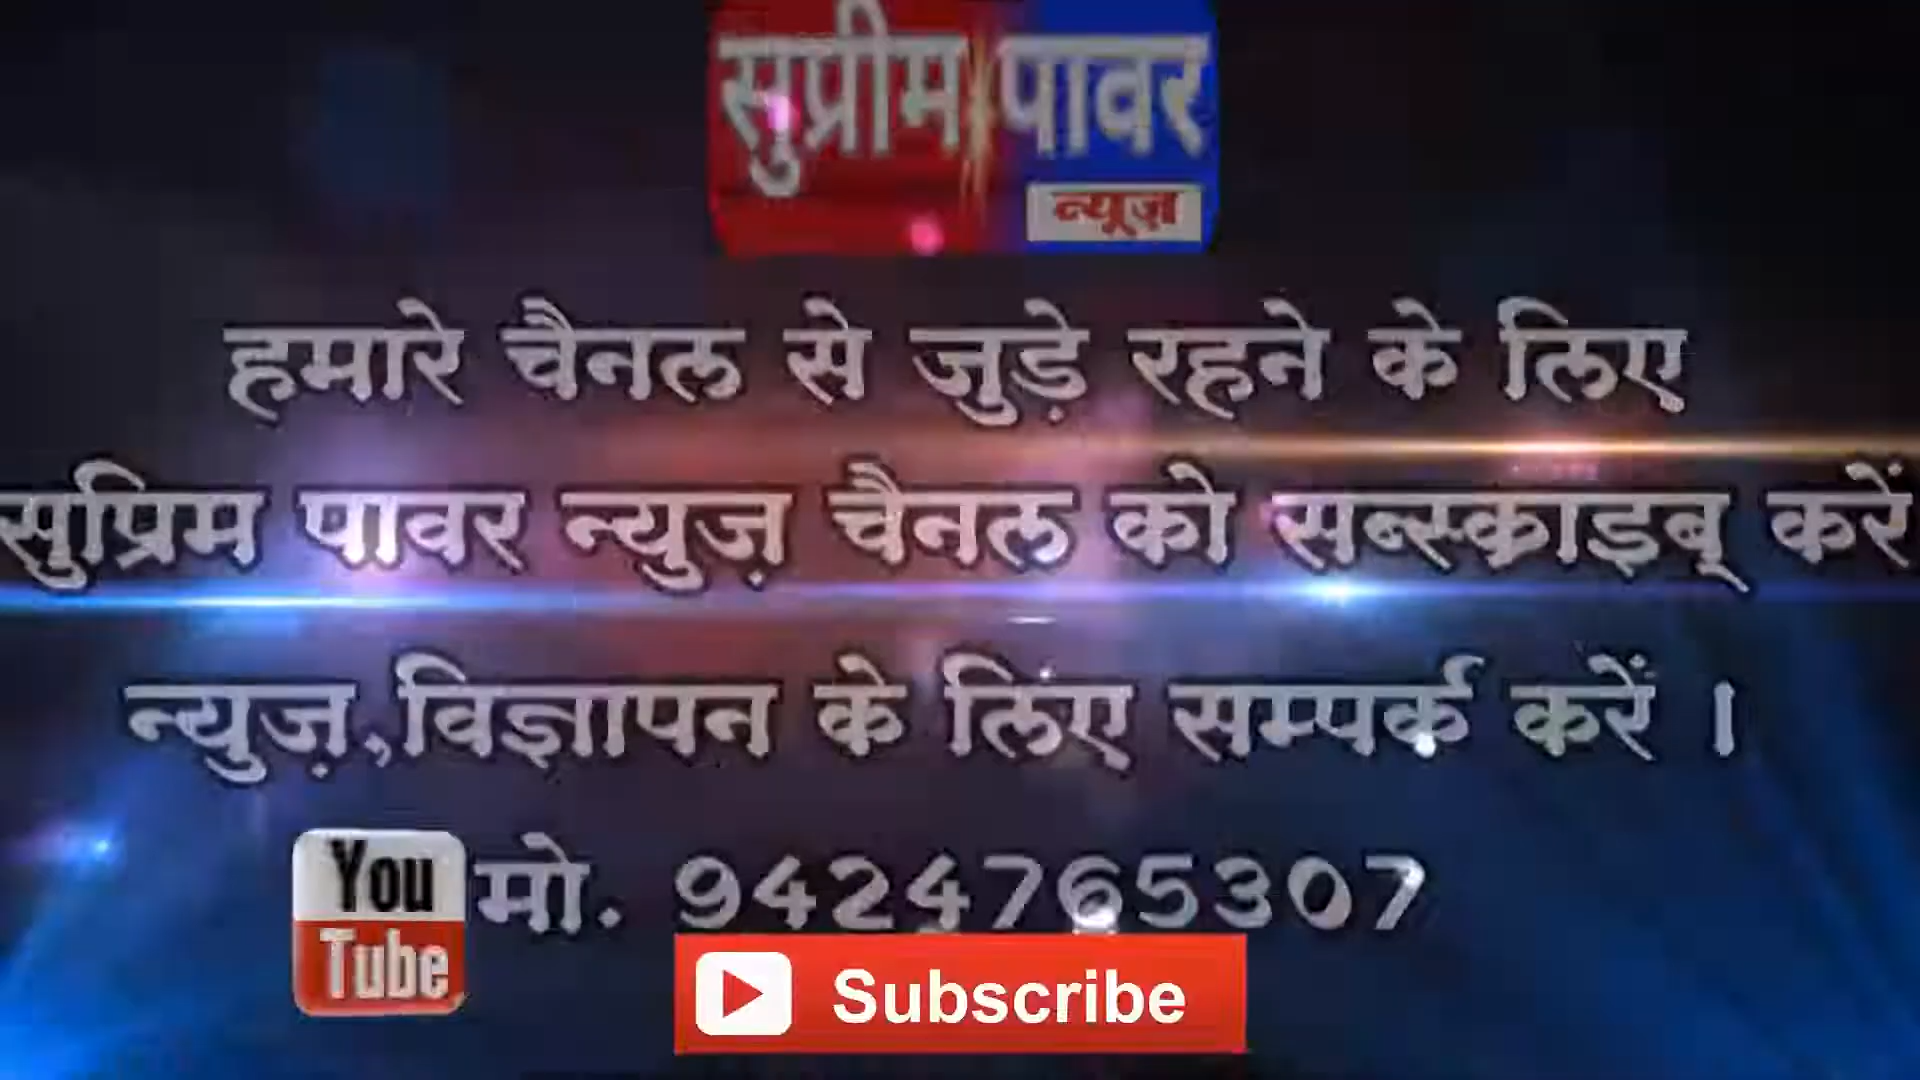 सुप्रीम पावर
न्यूज़
हमारे चैनल से जुड़े रहने के लिए
सुप्रिम पावर न्युज़ चैनल को सब्स्क्राइब् करें
न्युज़,विज्ञापन के लिंए सम्पर्क करें ।
You
Tube
मो. 9424765307
Subscribe